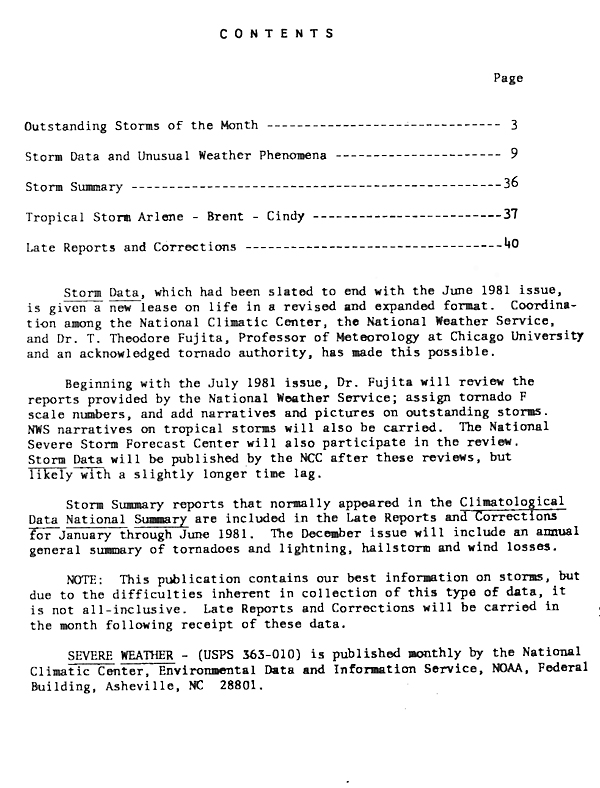 CONTENTS
Page
Outstanding Storms of the Month ------------------------------- 3
Storm Data and Unusual Weather Phenomena ---------------------- 9
Storm Summary --------------------------------------------------36
Tropical Storm Arlene - Brent - Cindy -------------------------37
Late Reports and Corrections ----------------------------------40
Storm Data, which had been slated to end with the June 1981 issue,
is given a new lease on life in a revised and expanded format. Coordina-
tion among the National Climatic Center, the National Weather Service,
and Dr. T. Theodore Fujita, Professor of Meteorology at Chicago University
and an acknowledged tornado authority, has made this possible.
Beginning with the July 1981 issue, Dr. Fujita will review the
reports provided by the National Weather Service; assign tornado F
scale numbers, and add narratives and pictures on outstanding storms.
NWS narratives on tropical storms will also be carried. The National
Severe Storm Forecast Center will also participate in the review.
Storm Data will be published by the NCC after these reviews, but
likely with a slightly longer time lag.
Storm Summary reports that normally appeared in the Climatological
Data National Summary are included in the Late Reports and Corrections
for January through June 1981. The December issue will include an annual
general summary of tornadoes and lightning, hailstorm and wind losses.
NOTE: This publication contains our best information on storms, but
due to the difficulties inherent in collection of this type of data, it
is not all-inclusive. Late Reports and Corrections will be carried in
the month following receipt of these data.
SEVERE WEATHER - (USPS 363-010) is published monthly by the National
Climatic Center, Environmental Data and Information Service, NOAA, Federal
Building, Asheville, NC 28801.